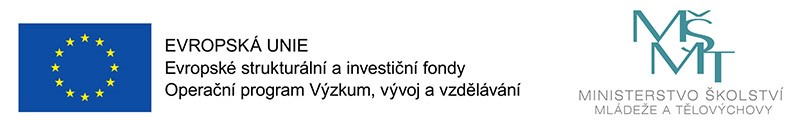 EVROPSKÁ UNIE
Evropské strukturální a investiční fondy
Operační program Výzkum, vývoj a vzdělávání
MŠMT
MINISTERSTVO ŠKOLSTVÍ
MLÁDEŽE A TĚLOVÝCHOVY